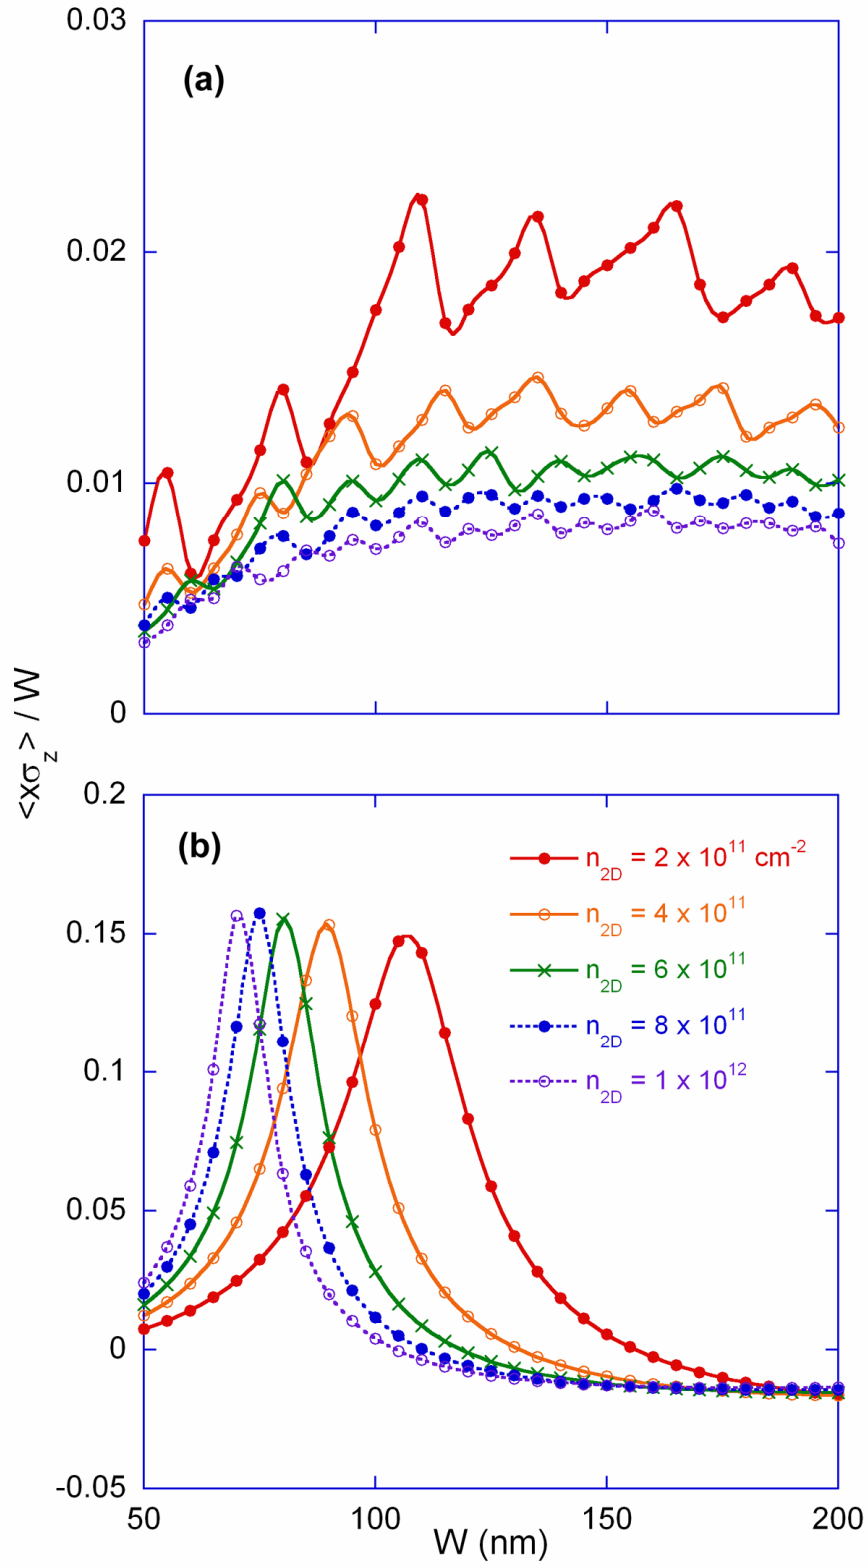 0.03
(a)
0.02
0.01
0
<xσz> / W
0.2
(b)
n2D = 2 x 10^11 cm^-2
n2D = 4 x 10^11
n2D = 6 x 10^11
n2D = 8 x 10^11
n2D = 1 x 10^12
0.15
0.1
0.05
0
-0.05
50 100 150 200
W (nm)